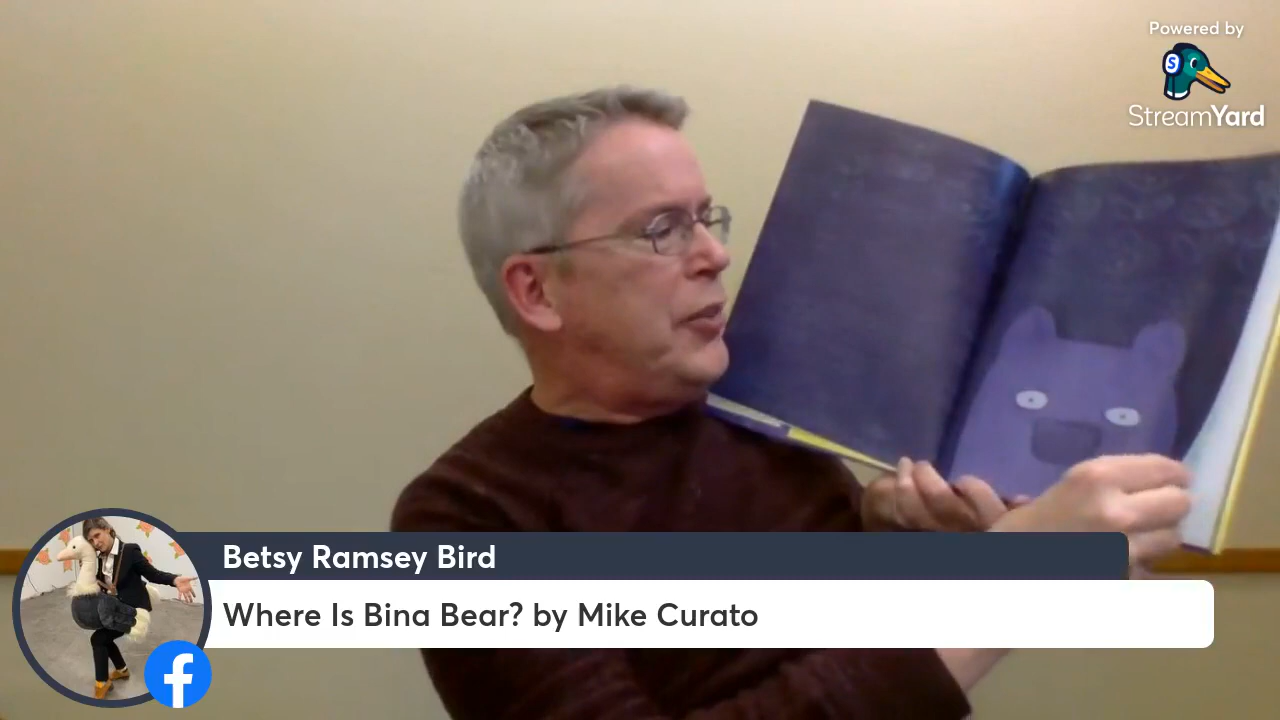 Powered by
S
StreamYard
Betsy Ramsey Bird
Where Is Bina Bear? by Mike Curato
f